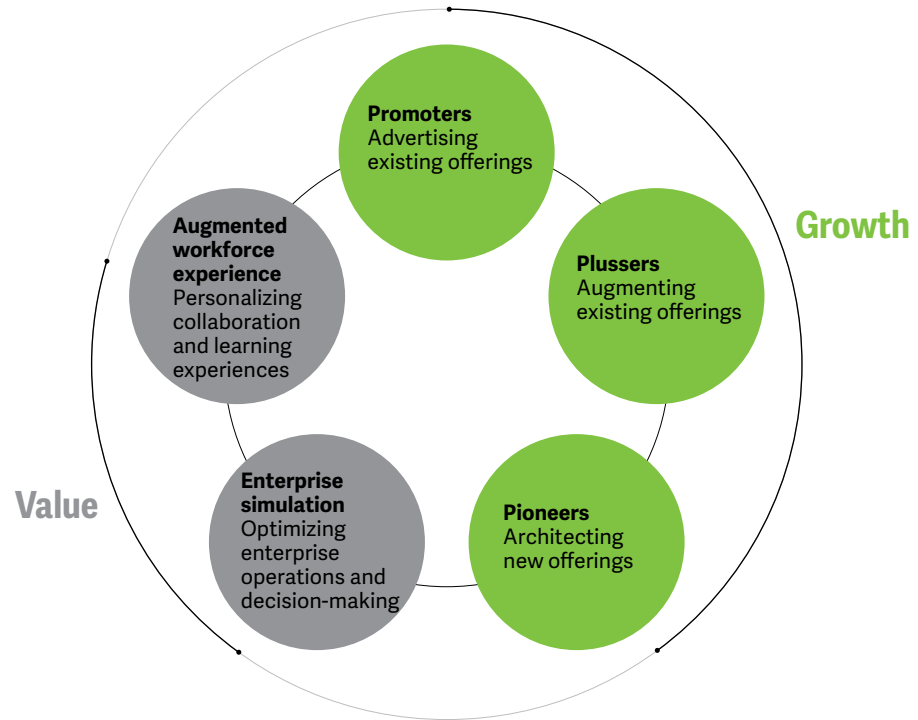 Promoters
Advertising
existing offerings
Growth
Plussers
Augmenting
existing offerings
Pioneers
Architecting
new offerings
Enterprise
simulation
Optimizing
enterprise
operations and
decision-making
Value
Augmented
workforce
experience
Personalizing
collaboration
and learning
experiences